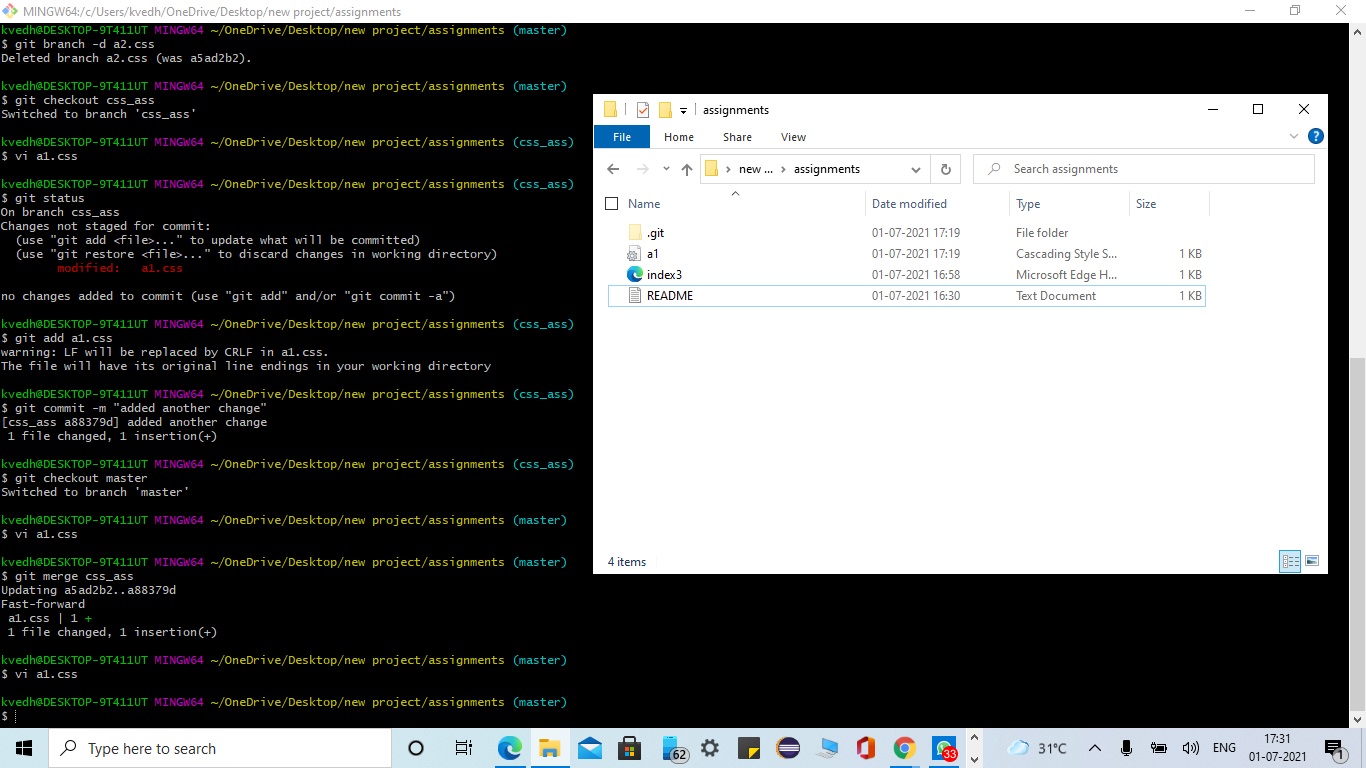 MINGW64:/c/Users/kvedh/OneDrive/Desktop/new project/assignments
kvedh@DESKTOP-9T411UT MINGW64 ~/OneDrive/Desktop/new project/assignments (master)
$ git branch -d a2.css
Deleted branch a2.css (was a5ad2b2).
kvedh@DESKTOP-9T411UT MINGW64 ~/OneDrive/Desktop/new project/assignments (master)
$ git checkout css_ass
Switched to branch 'css_ass'
kvedh@DESKTOP-9T411UT MINGW64 ~/OneDrive/Desktop/new project/assignments (css_ass)
$ vi a1.css
kvedh@DESKTOP-9T411UT MINGW64 ~/OneDrive/Desktop/new project/assignments (css_ass)
$ git status
On branch css_ass
Changes not staged for commit:
(use "git add <file>..." to update what will be committed)
(use "git restore <file>..." to discard changes in working directory)
modified:   a1.css
no changes added to commit (use "git add" and/or "git commit -a")
kvedh@DESKTOP-9T411UT MINGW64 ~/OneDrive/Desktop/new project/assignments (css_ass)
$ git add a1.css
warning: LF will be replaced by CRLF in a1.css.
The file will have its original line endings in your working directory
kvedh@DESKTOP-9T411UT MINGW64 ~/OneDrive/Desktop/new project/assignments (css_ass)
$ git commit -m "added another change"
[css_ass a88379d] added another change
1 file changed, 1 insertion(+)
kvedh@DESKTOP-9T411UT MINGW64 ~/OneDrive/Desktop/new project/assignments (css_ass)
$ git checkout master
Switched to branch 'master'
kvedh@DESKTOP-9T411UT MINGW64 ~/OneDrive/Desktop/new project/assignments (master)
$ vi a1.css
kvedh@DESKTOP-9T411UT MINGW64 ~/OneDrive/Desktop/new project/assignments (master)
$ git merge css_ass
Updating a5ad2b2..a88379d
Fast-forward
a1.css | 1 +
1 file changed, 1 insertion(+)
kvedh@DESKTOP-9T411UT MINGW64 ~/OneDrive/Desktop/new project/assignments (master)
$ vi a1.css
kvedh@DESKTOP-9T411UT MINGW64 ~/OneDrive/Desktop/new project/assignments (master)
$
assignments
File Home Share View
new ... › assignments
Search assignments
Name Date modified Type Size
.git 01-07-2021 17:19 File folder
a1 01-07-2021 17:19 Cascading Style S... 1 KB
index3 01-07-2021 16:58 Microsoft Edge H... 1 KB
README 01-07-2021 16:30 Text Document 1 KB
4 items
Type here to search
62
33
31°C
ENG
17:31
01-07-2021
1